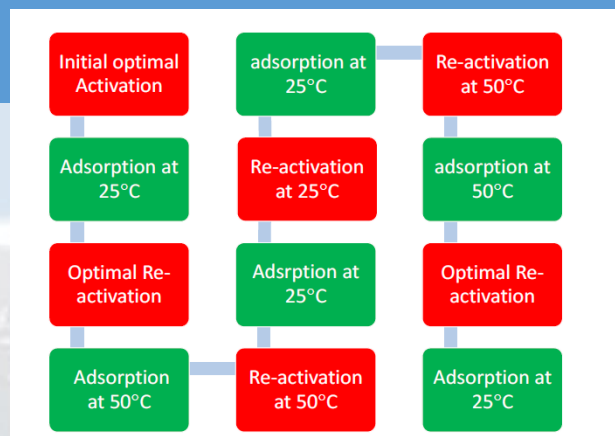 Initial optimal
Activation
Adsorption at
25°C
Optimal Re-
activation
Adsorption
at 50°C
Re-activation
at 50°C
Adsrption at
25°C
Re-activation
at 25°C
adsorption at
25°C
Re-activation
at 50°C
adsorption at
50°C
Optimal Re-
activation
Adsorption at
25°C